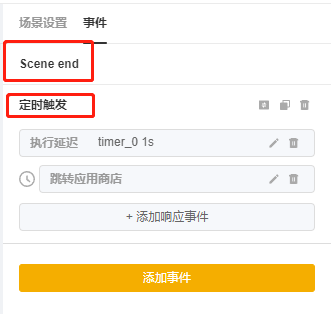 场景设置 事件
Scene end
定时触发
执行延迟 timer_0 1s
跳转应用商店
+ 添加响应事件
添加事件